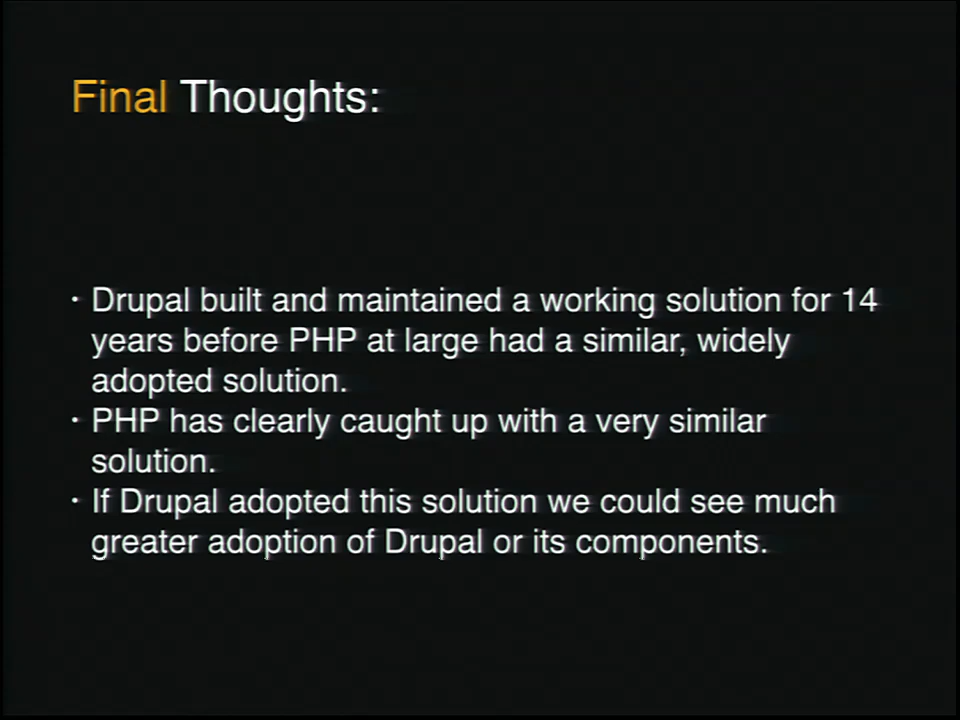 Final Thoughts:
· Drupal built and maintained a working solution for 14
years before PHP at large had a similar, widely
adopted solution.
· PHP has clearly caught up with a very similar
solution.
· If Drupal adopted this solution we could see much
greater adoption of Drupal or its components.